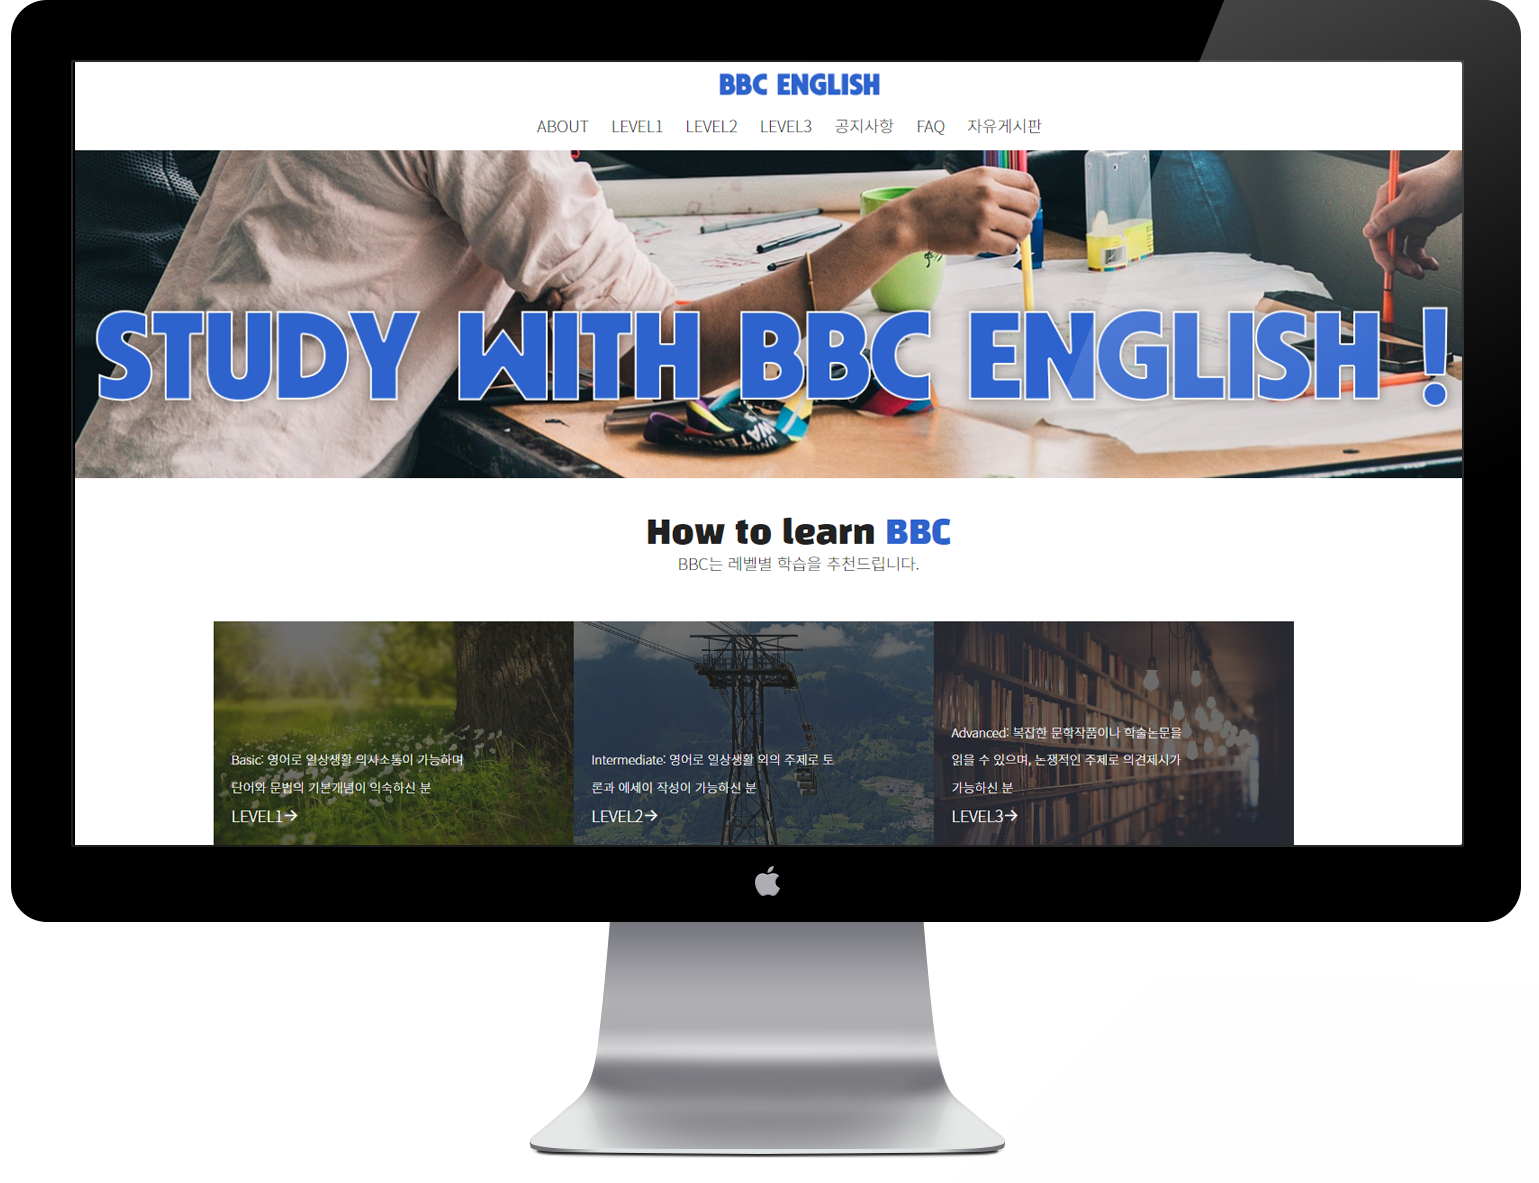 BBC ENGLISH
ABOUT LEVEL1 LEVEL2 LEVEL3 공지사항 FAQ 자유게시판
STUDY WITH BBC ENGLISH !
WATERLOO
How to learn BBC
BBC는 레벨별 학습을 추천드립니다.
Basic: 영어로 일상생활 의사소통이 가능하며
단어와 문법의 기본개념이 익숙하신 분
LEVEL1→
Intermediate: 영어로 일상생활 외의 주제로 토
론과 에세이 작성이 가능하신 분
LEVEL2→
Advanced: 복잡한 문학작품이나 학술논문을
읽을 수 있으며, 논쟁적인 주제로 의견제시가
가능하신 분
LEVEL3→